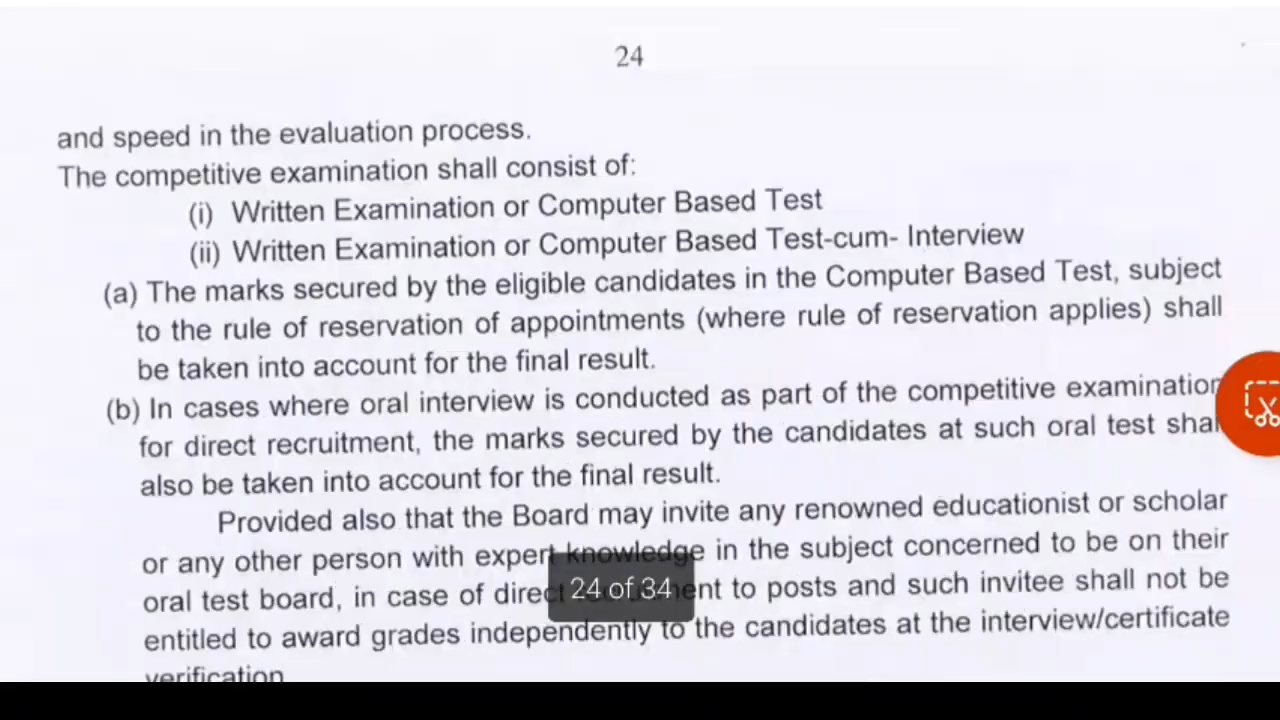 24
and speed in the evaluation process.
The competitive examination shall consist of:
(i) Written Examination or Computer Based Test
(ii) Written Examination or Computer Based Test-cum- Interview
(a) The marks secured by the eligible candidates in the Computer Based Test, subject
to the rule of reservation of appointments (where rule of reservation applies) shall
be taken into account for the final result.
(b) In cases where oral interview is conducted as part of the competitive examination
for direct recruitment, the marks secured by the candidates at such oral test shal
also be taken into account for the final result.
Provided also that the Board may invite any renowned educationist or scholar
or any other person with expert knowledge in the subject concerned to be on their
oral test board, in case of direct to posts and such invitee shall not be
24 of 34
entitled to award grades independently to the candidates at the interview/certificate
verification